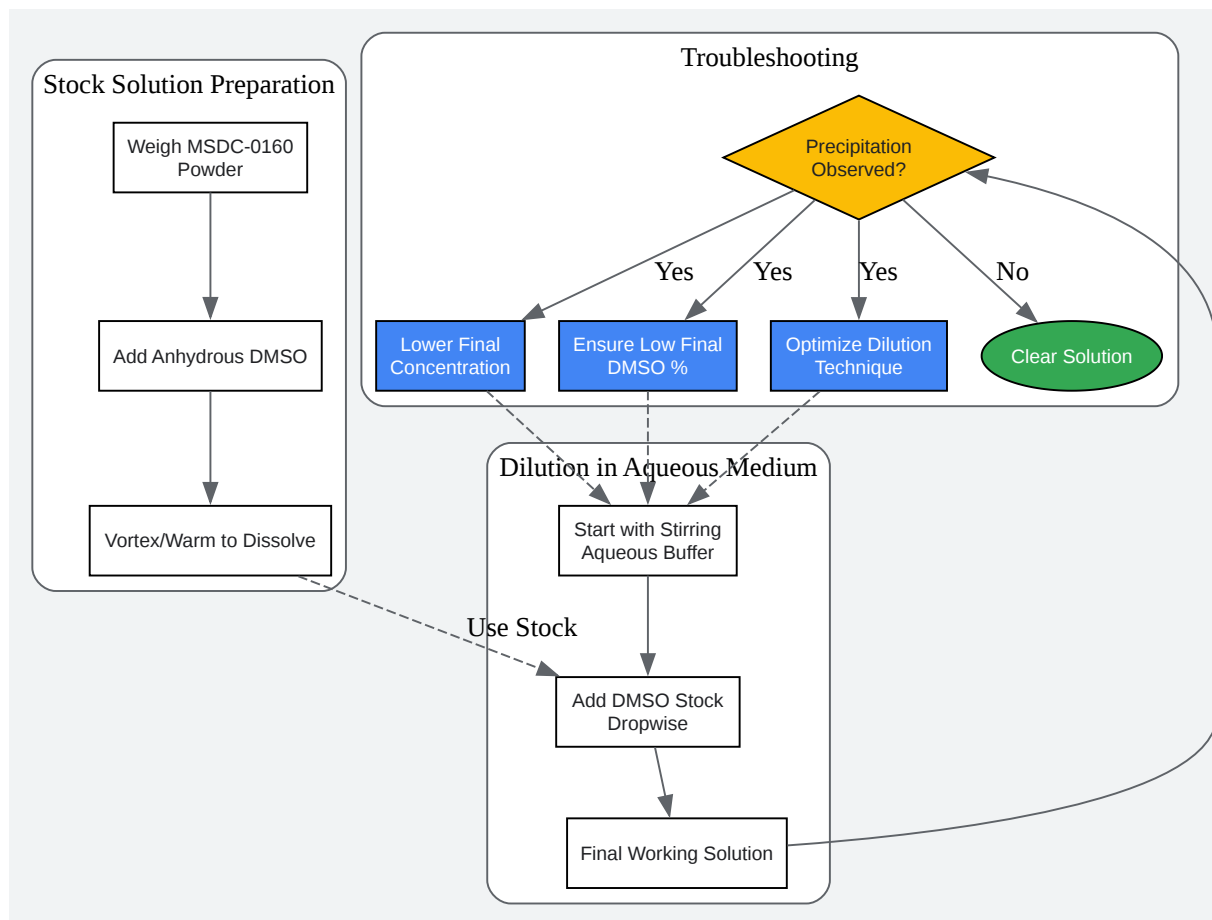 Stock Solution Preparation
Weigh MSDC-0160
Powder
Add Anhydrous DMSO
Vortex/Warm to Dissolve
Use Stock
Troubleshooting
Precipitation
Observed?
Yes
Yes
Yes
No
Lower Final
Concentration
Ensure Low Final
DMSO %
Optimize Dilution
Technique
Clear Solution
Dilution in Aqueous Medium
Start with Stirring
Aqueous Buffer
Add DMSO Stock
Dropwise
Final Working Solution